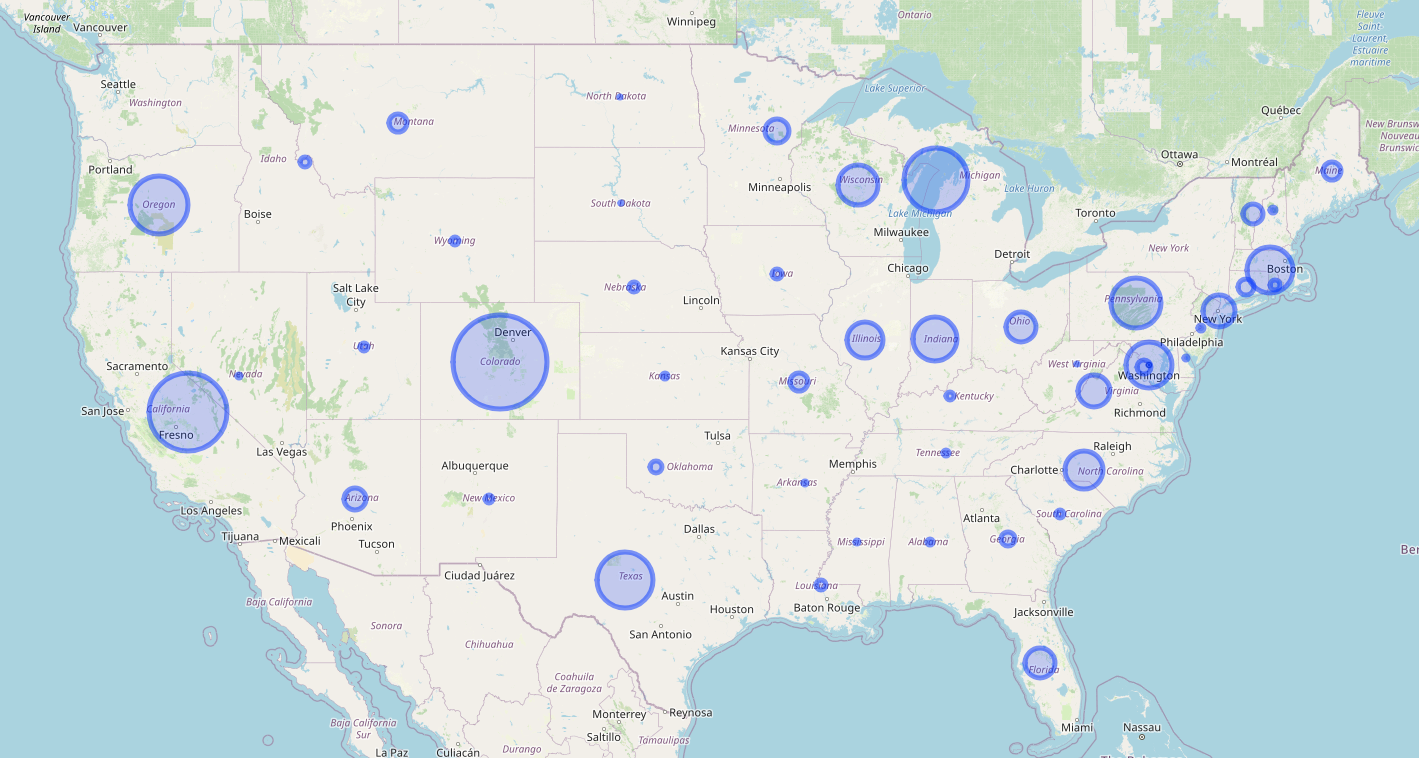 Vancouver
Island
Vancouver
Winnipeg
Ontario
Fleuve
Saint-
Laurent,
Estuaire
maritime
Seattle
Washington
North Dakota
Lake Superior
Québec
Montana
Minnesota
New Brunsw
Nouveau
Brunswic
Portland
Idaho
Ottawa
Montréal
Maine
Minneapolis
Wisconsin
Michigan
Lake Huron
Oregon
Boise
South Dakota
Lake Michigan
Toronto
Milwaukee
Wyoming
Chicago
Detroit
New York
Boston
Salt Lake
City
Nebraska
Iowa
Lincoln
Pennsylvania
Denver
Ohio
New York
Utah
Colorado
Kansas City
Illinois
Indiana
Philadelphia
Sacramento
Nevada
Kansas
Missouri
West Virginia
Washington
San Jose
California
Kentucky
Virginia
Richmond
Fresno
Las Vegas
Tulsa
Tennessee
Raleigh
Albuquerque
Oklahoma
Memphis
Charlotte
North Carolina
Arizona
New Mexico
Arkansas
Los Angeles
Phoenix
Atlanta
South Carolina
Tijuana
Mexicali
Tucson
Dallas
Mississippi
Alabama
Georgia
Ber
Ciudad Juárez
Texas
Louisiana
Baja California
Austin
Houston
Baton Rouge
Jacksonville
Sonora
Chihuahua
San Antonio
Coahuila
de Zaragoza
Florida
Baja California
Sur
Monterrey
Reynosa
Saltillo
Tamaulipas
Miami
Nassau
La Paz
Culiacán
Durango